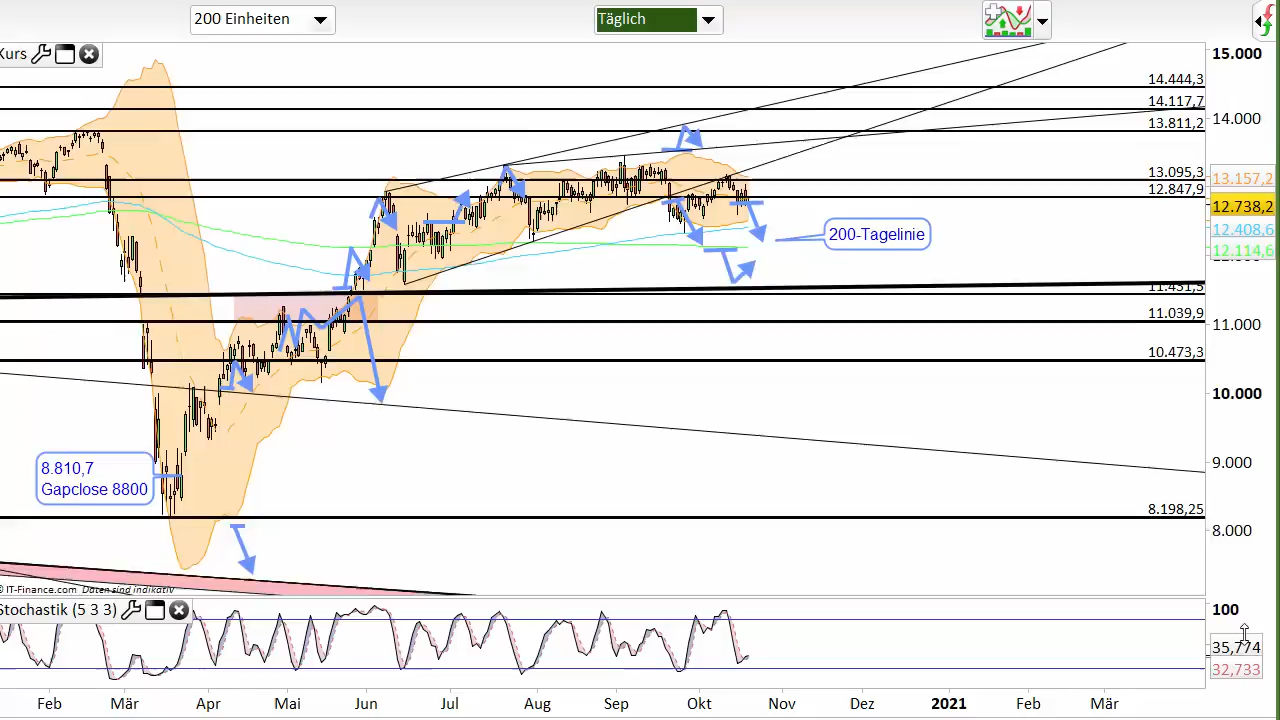 200 Einheiten
Täglich
Kurs
15.000
14.444,3
14.117,7
14.000
13.811,2
13.095,3
13.157,2
12.847,9
12.738,2
200-Tagelinie
12.408,6
12.114,6
11.431,5
11.039,9
11.000
10.473,3
10.000
9.000
8.810,7
Gapclose 8800
8.198,25
8.000
© IT-Finance.com Daten sind indikativ
Stochastik (5 3 3)
100
35,774
32,733
Feb
Mär
Apr
Mai
Jun
Jul
Aug
Sep
Okt
Nov
Dez
2021
Feb
Mär